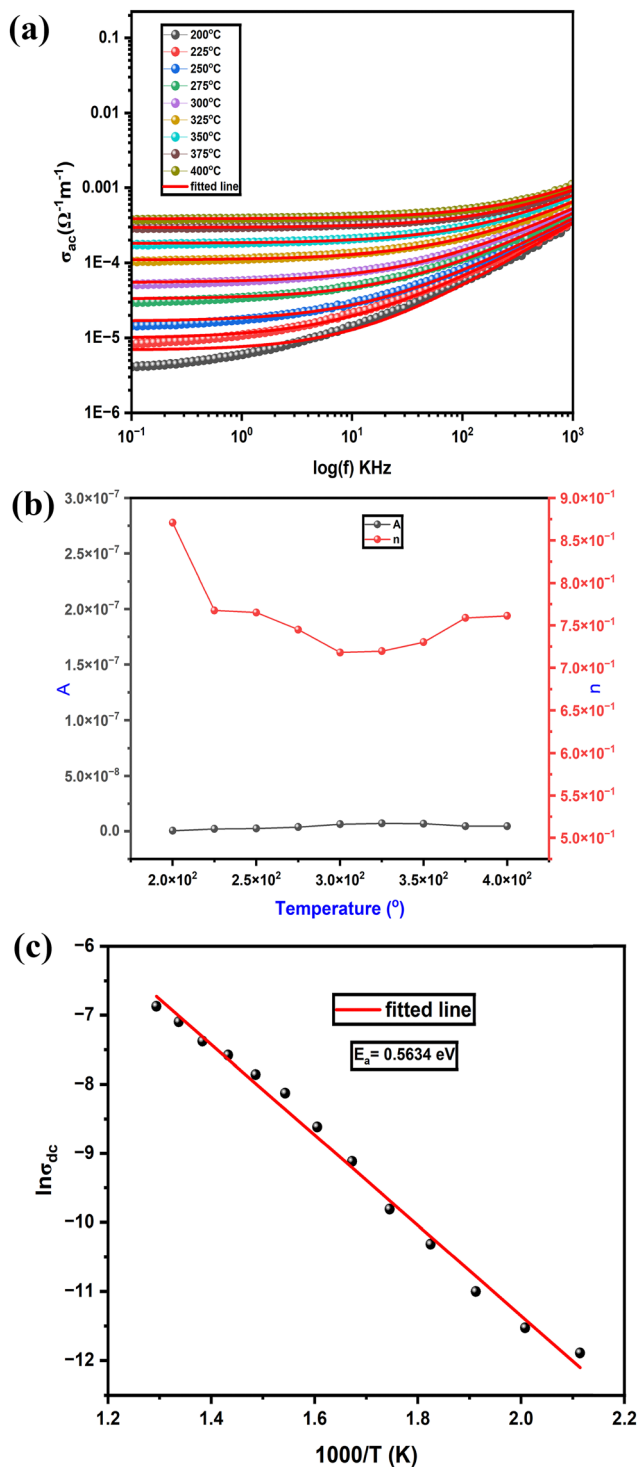 (a)
0.1
0.01
0.001
1E−4
1E−5
1E−6
σac(Ω⁻¹m⁻¹)
200°C
225°C
250°C
275°C
300°C
325°C
350°C
375°C
400°C
fitted line
10⁻¹ 10⁰ 10¹ 10² 10³
log(f) KHz
(b)
3.0×10⁻⁷
2.5×10⁻⁷
2.0×10⁻⁷
1.5×10⁻⁷
1.0×10⁻⁷
5.0×10⁻⁸
0.0
A
A
n
9.0×10⁻¹
8.5×10⁻¹
8.0×10⁻¹
7.5×10⁻¹
7.0×10⁻¹
6.5×10⁻¹
6.0×10⁻¹
5.5×10⁻¹
5.0×10⁻¹
n
2.0×10² 2.5×10² 3.0×10² 3.5×10² 4.0×10²
Temperature (⁰)
(c)
−6
−7
−8
−9
−10
−11
−12
lnσdc
fitted line
Ea= 0.5634 eV
1.2 1.4 1.6 1.8 2.0 2.2
1000/T (K)